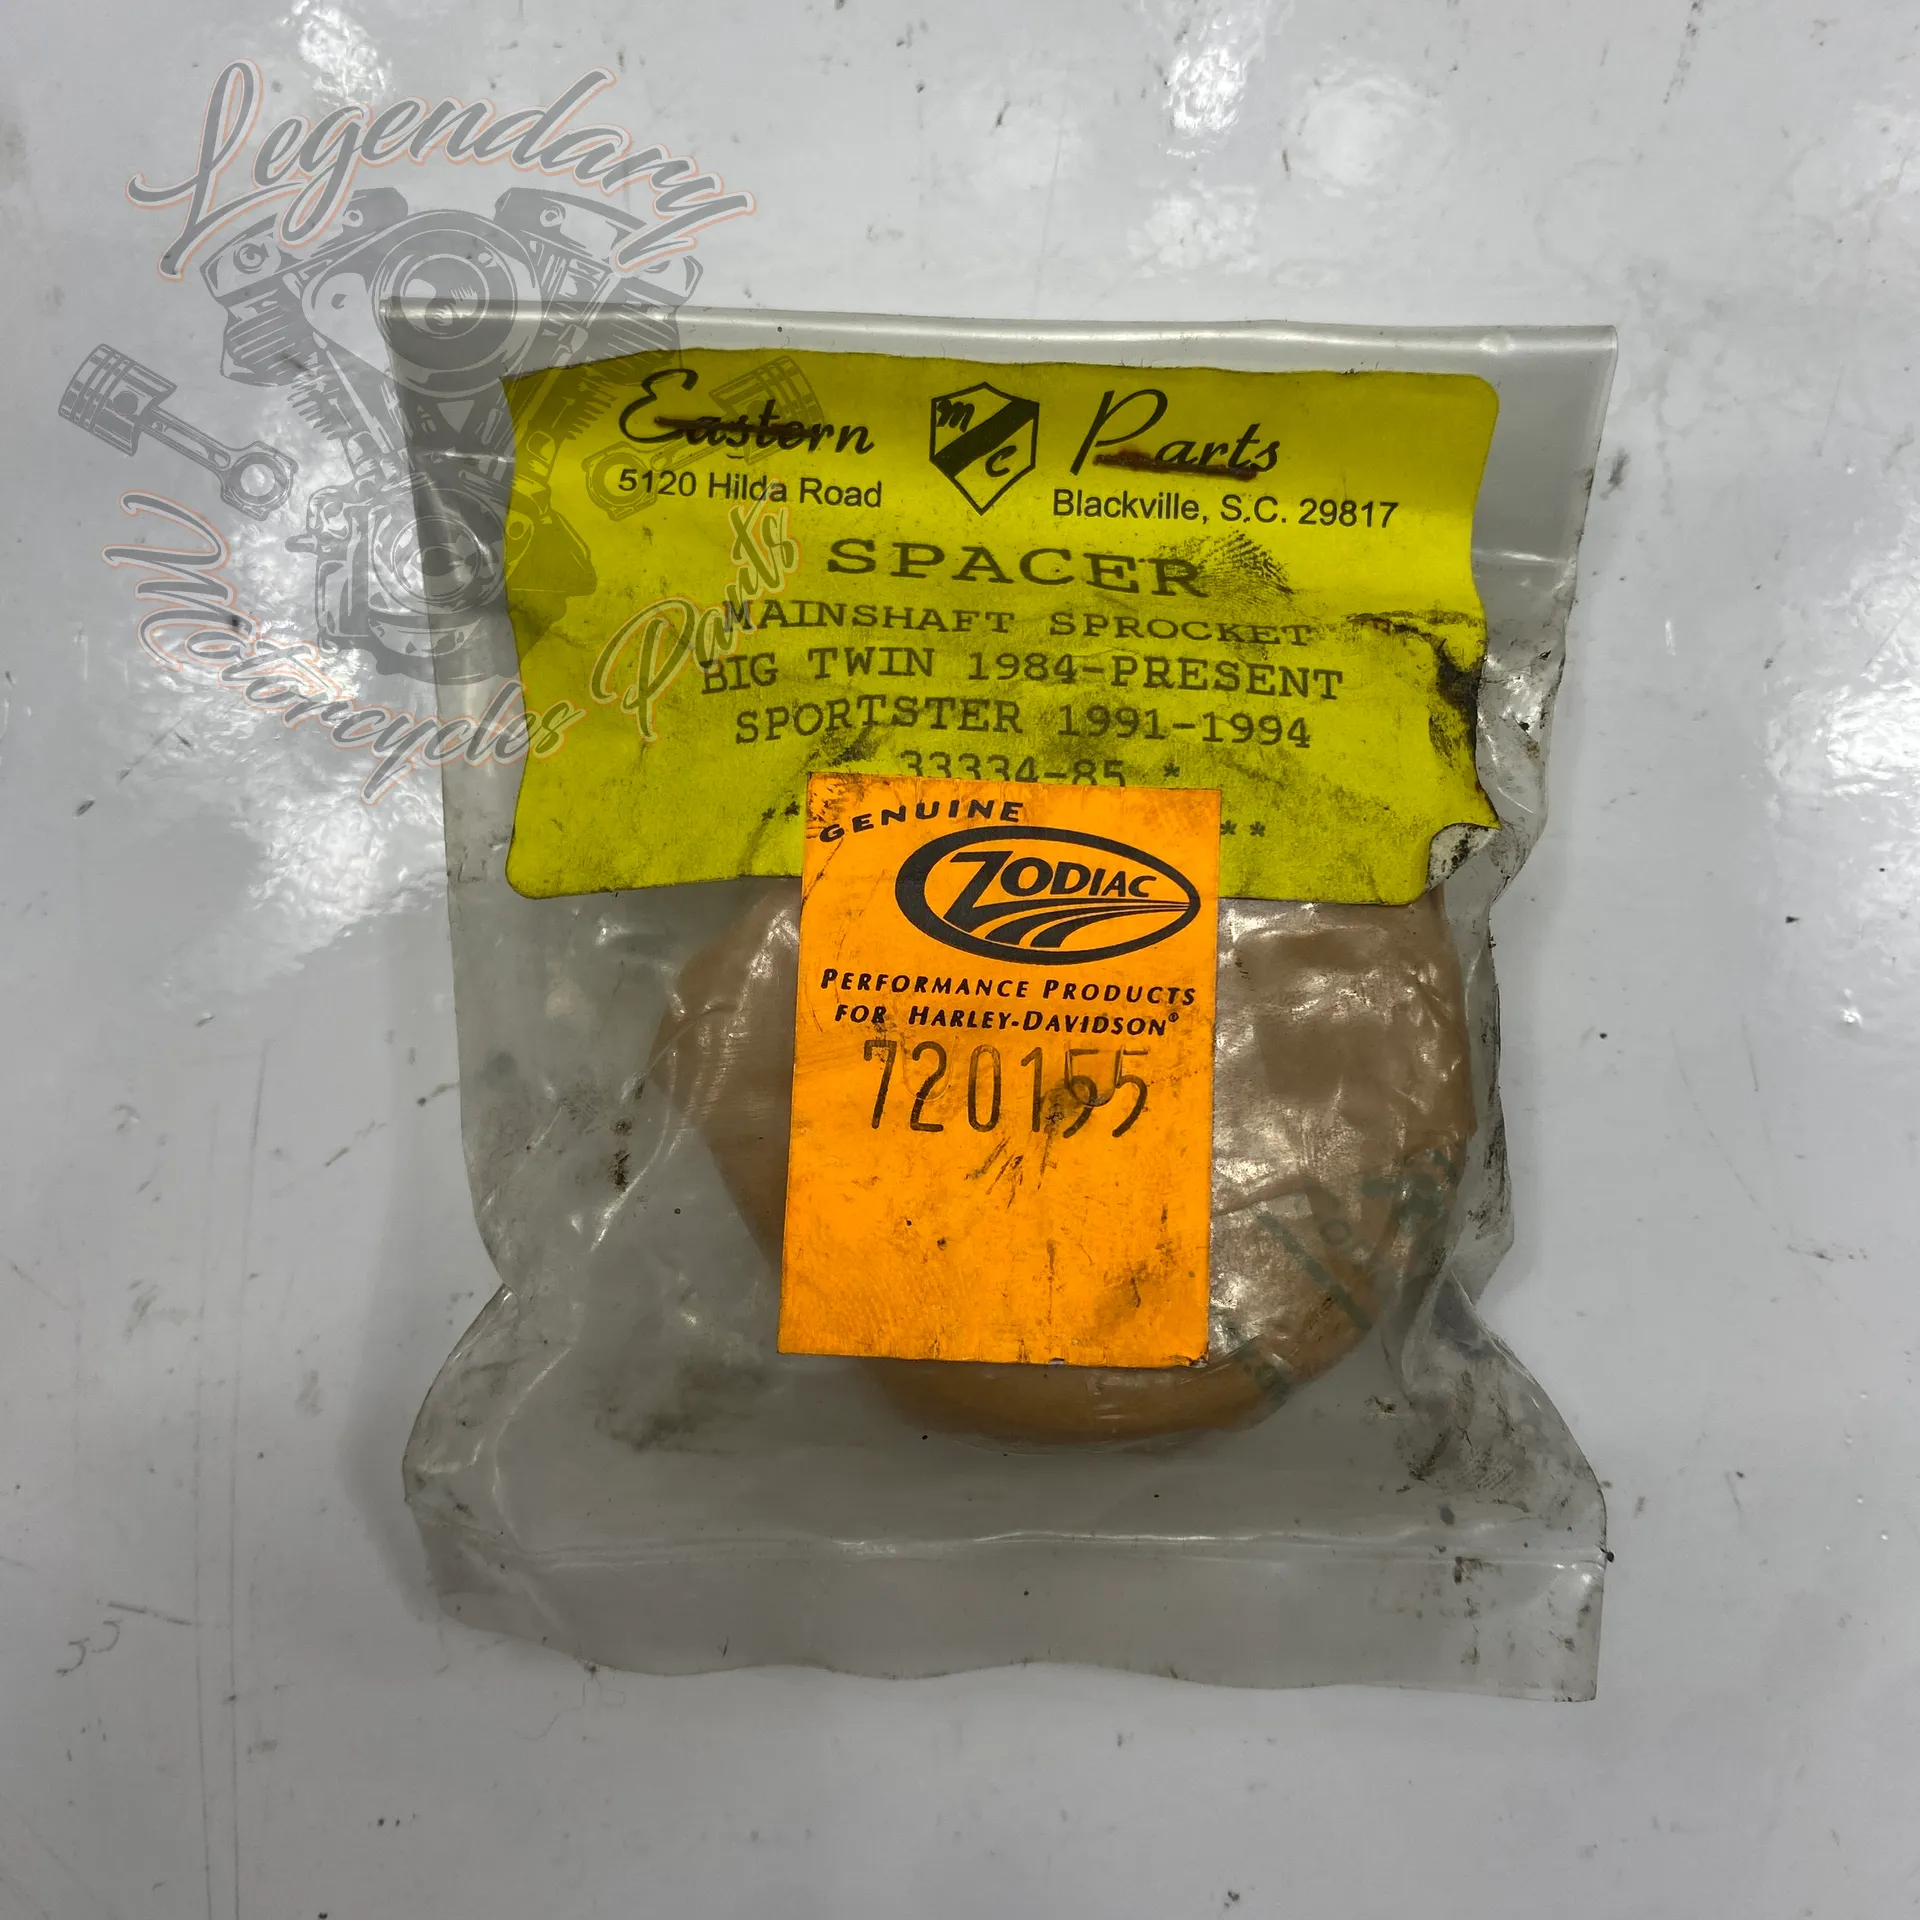 Legendary
Motorcycles Parts
Eastern mc Parts
5120 Hilda Road Blackville, S.C. 29817
SPACER
MAINSHAFT SPROCKET
BIG TWIN 1984-PRESENT
SPORTSTER 1991-1994
33334-85 *
** **
GENUINE
ZODIAC
PERFORMANCE PRODUCTS
FOR HARLEY-DAVIDSON®
720155